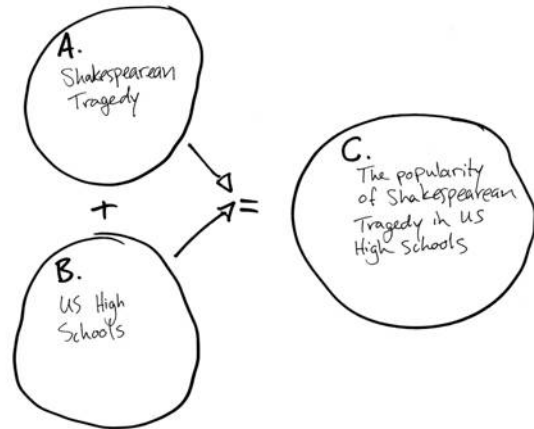 A.
Shakespearean
Tragedy
+
B.
US High
Schools
=
C.
The popularity
of Shakespearean
Tragedy in US
High Schools